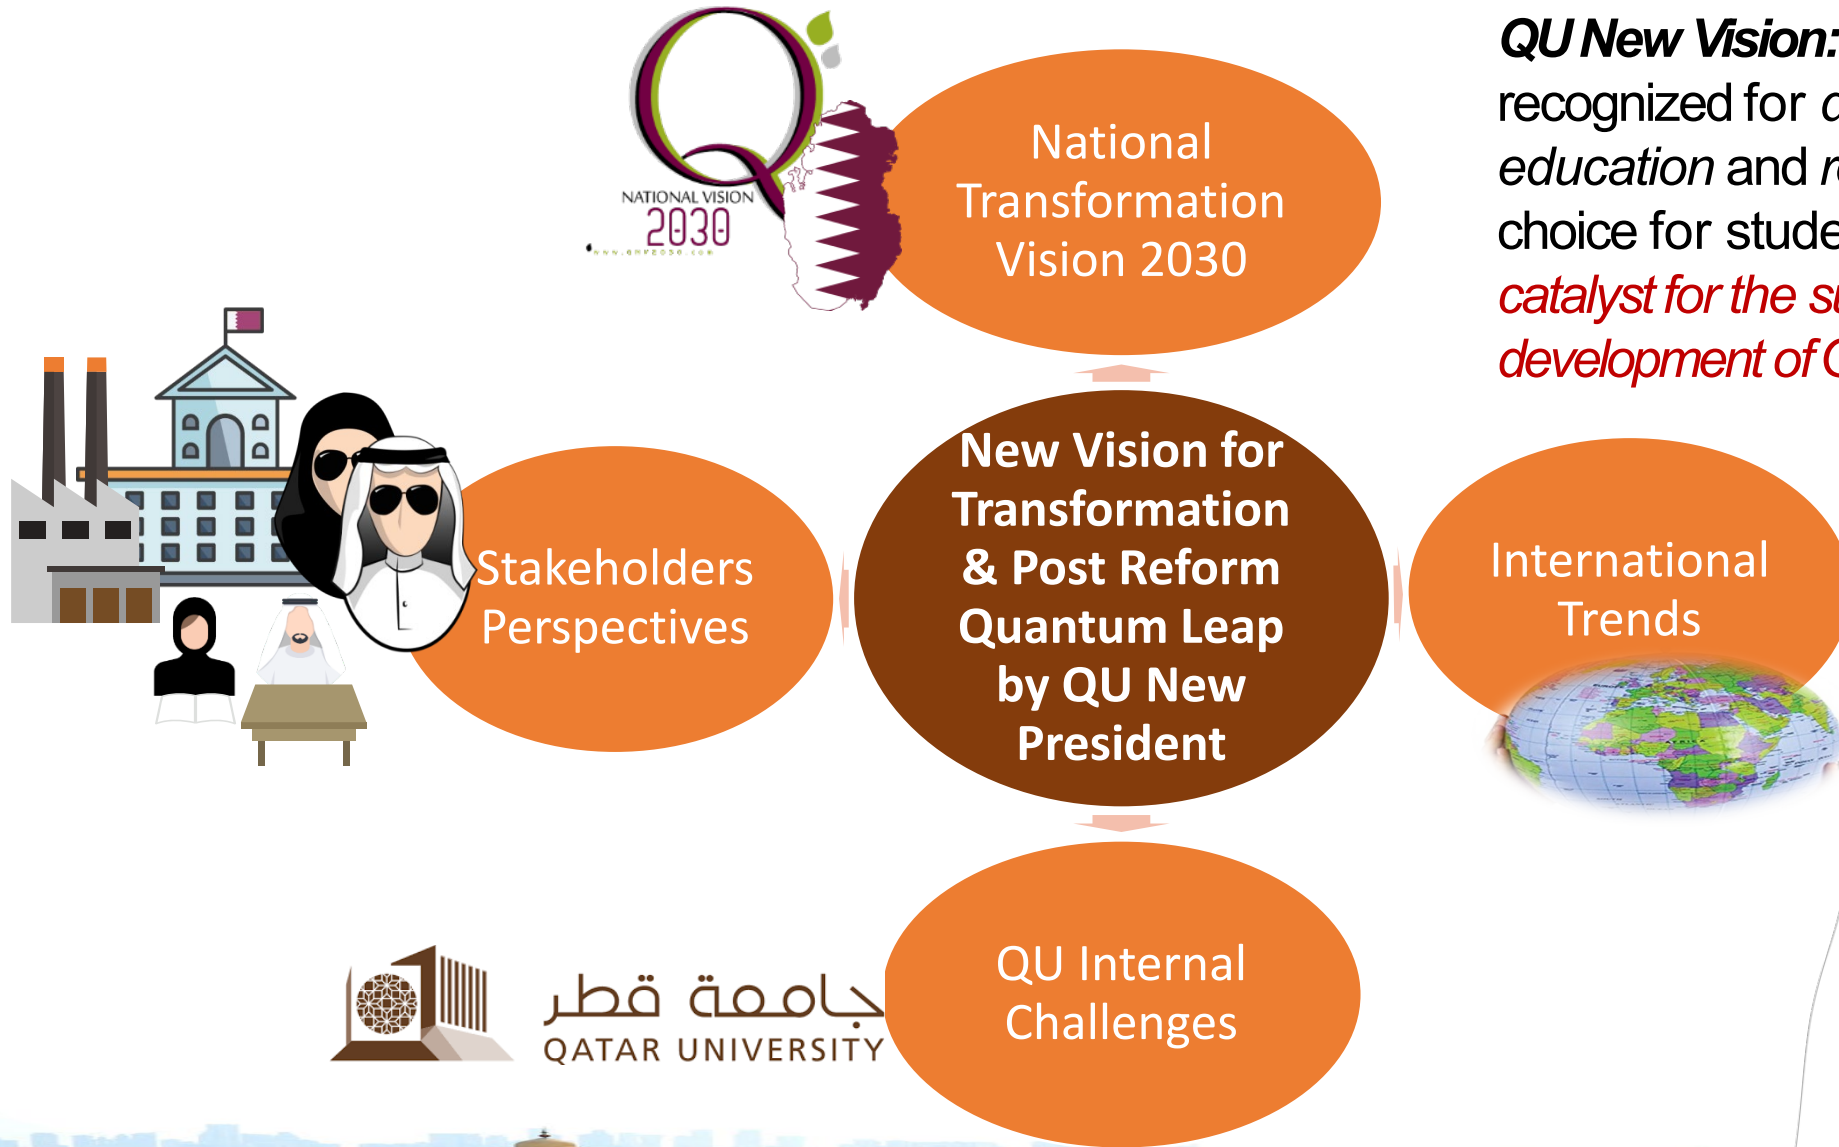 QU New Vision:
recognized for
education and
choice for
catalyst for the
development of
National
Transformation
Vision 2030
NATIONAL VISION
2030
New Vision for
Transformation
& Post Reform
Quantum Leap
by QU New
President
Stakeholders
Perspectives
International
Trends
AFRICA
QU Internal
Challenges
جامعة قطر
QATAR UNIVERSITY